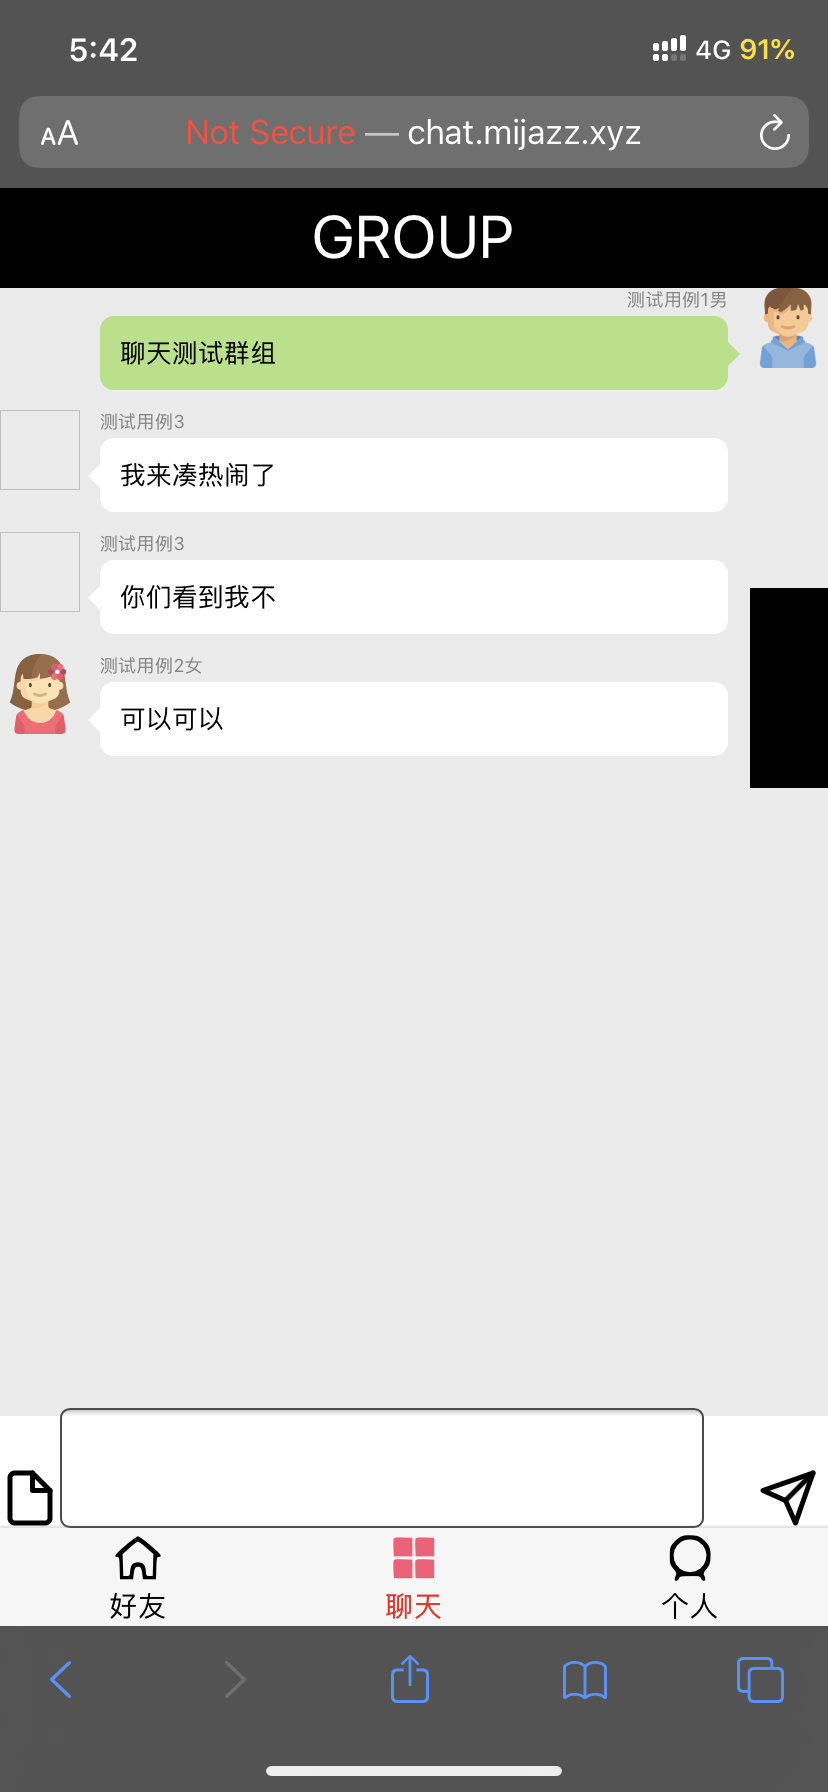 5:42
4G 91%
AA Not Secure — chat.mijazz.xyz
GROUP
测试用例1男
聊天测试群组
测试用例3
我来凑热闹了
测试用例3
你们看到我不
测试用例2女
可以可以
好友 聊天 个人